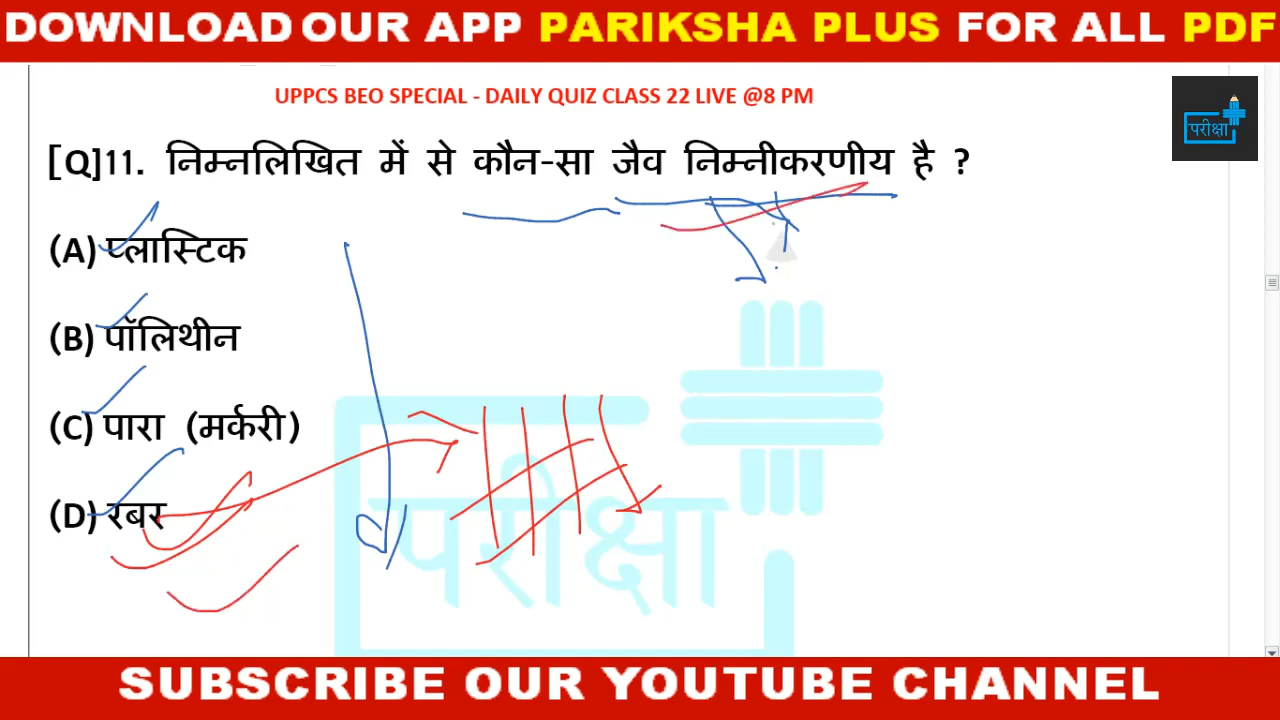 DOWNLOAD OUR APP PARIKSHA PLUS FOR ALL PDF
UPPCS BEO SPECIAL - DAILY QUIZ CLASS 22 LIVE @8 PM
परीक्षा
[Q]11. निम्नलिखित में से कौन-सा जैव निम्नीकरणीय है ?
(A) प्लास्टिक
(B) पॉलिथीन
(C) पारा (मर्करी)
(D) रबर
परीक्षा
SUBSCRIBE OUR YOUTUBE CHANNEL